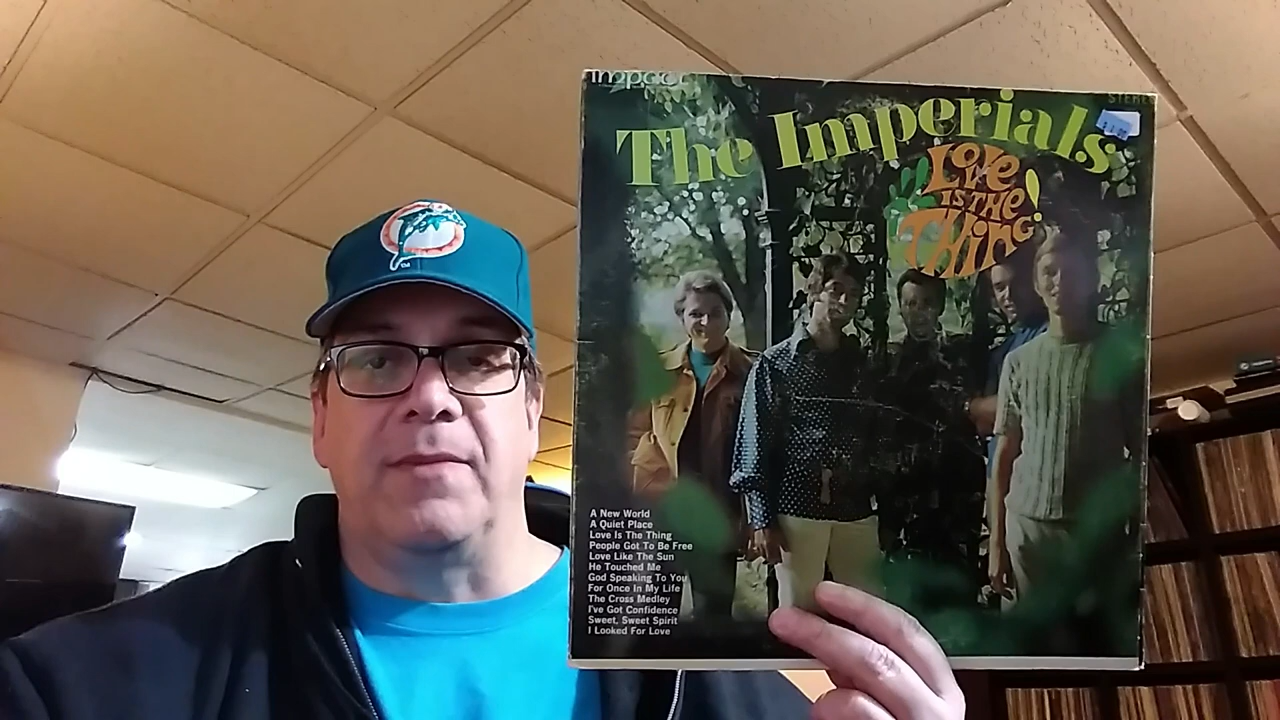 impact
STEREO
The Imperials
Love
IS THE
Thing!
A New World
A Quiet Place
Love Is The Thing
People Got To Be Free
Love Like The Sun
He Touched Me
God Speaking To You
For Once In My Life
The Cross Medley
I've Got Confidence
Sweet, Sweet Spirit
I Looked For Love